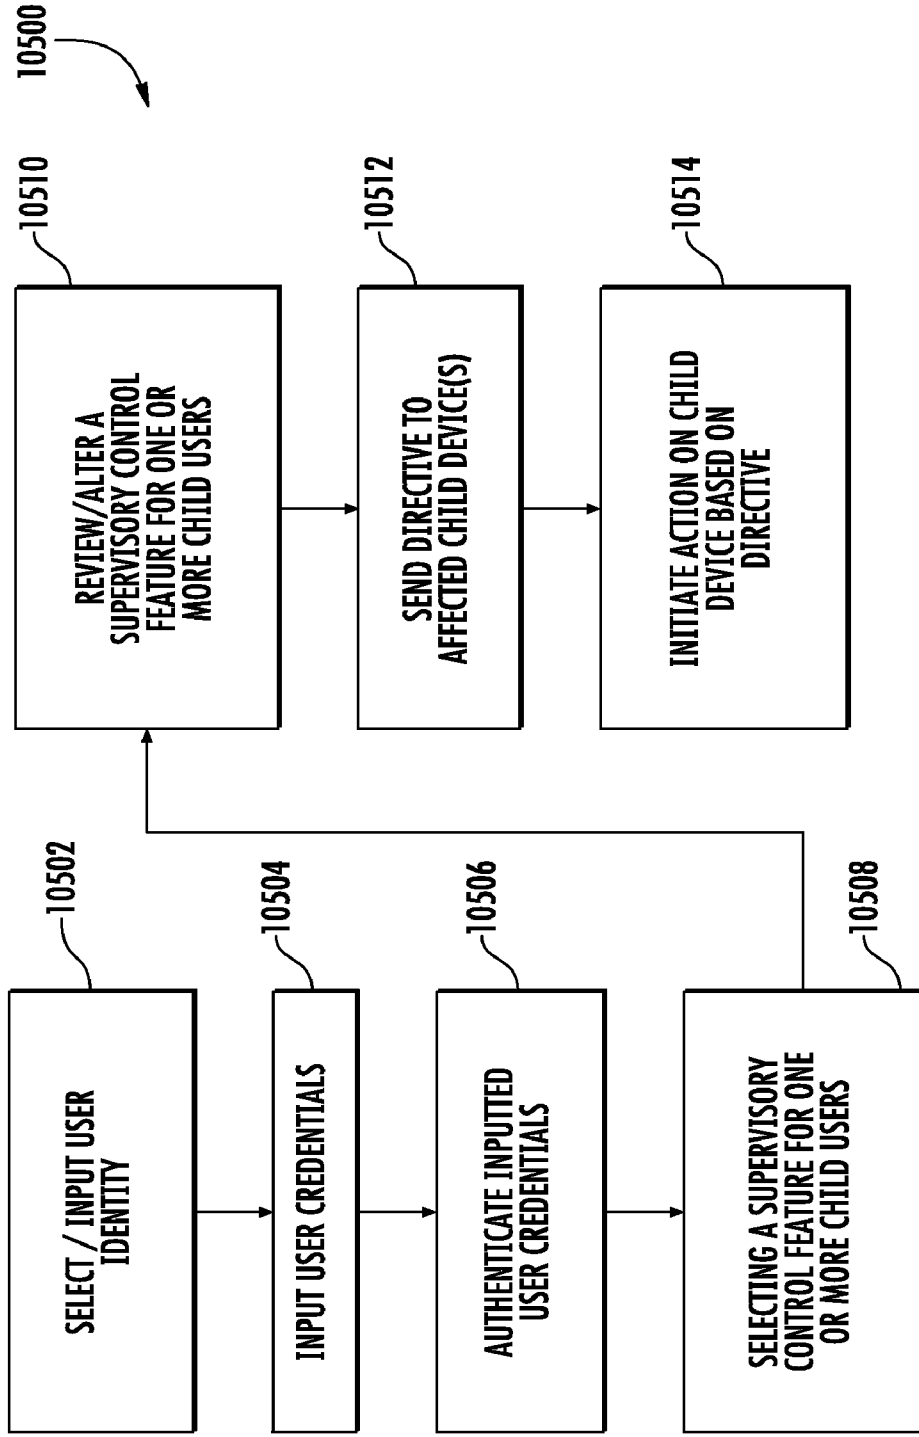 10500
SELECT / INPUT USER
IDENTITY
10502
INPUT USER CREDENTIALS
10504
AUTHENTICATE INPUTTED
USER CREDENTIALS
10506
SELECTING A SUPERVISORY
CONTROL FEATURE FOR ONE
OR MORE CHILD USERS
10508
REVIEW/ALTER A
SUPERVISORY CONTROL
FEATURE FOR ONE OR
MORE CHILD USERS
10510
SEND DIRECTIVE TO
AFFECTED CHILD DEVICE(S)
10512
INITIATE ACTION ON CHILD
DEVICE BASED ON
DIRECTIVE
10514